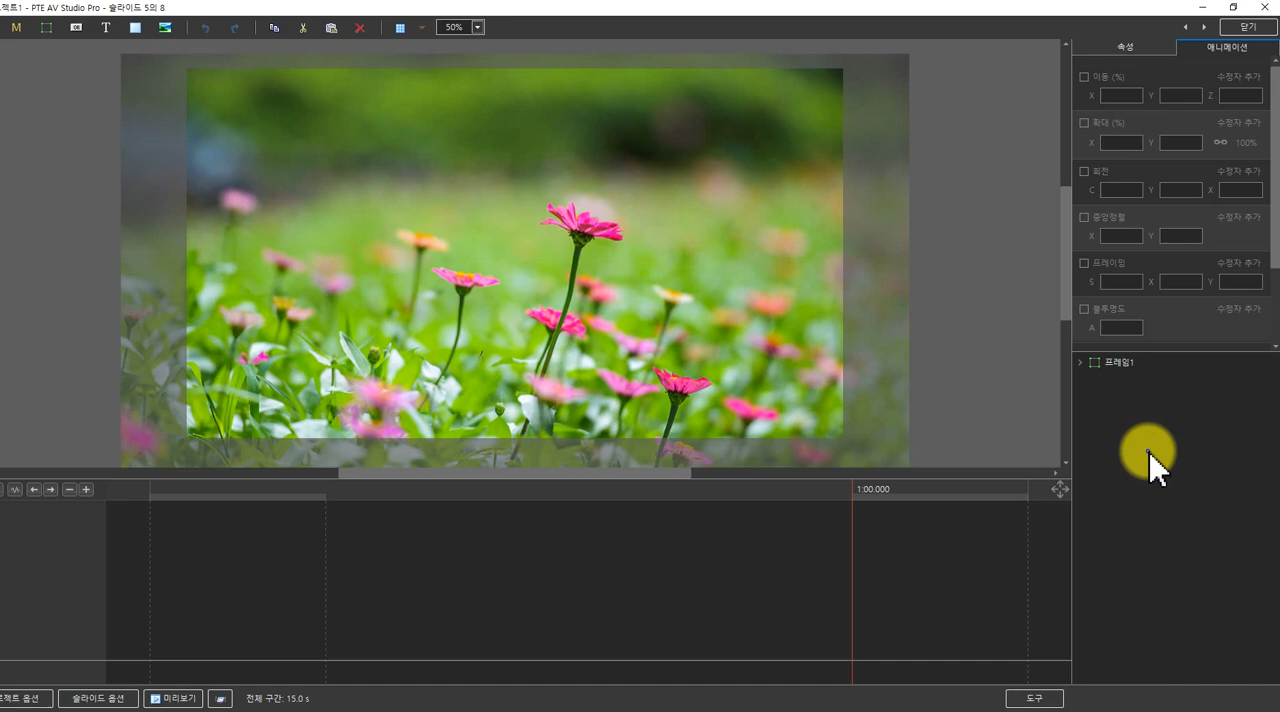 로젝트1 - PTE AV Studio Pro - 슬라이드 5의 8
M OK T 50% 닫기
속성 애니메이션
이동 (%) 수정자 추가
X Y Z
확대 (%) 수정자 추가
X Y 100%
회전 수정자 추가
C Y X
중앙정렬 수정자 추가
X Y
프레이밍 수정자 추가
S X Y
불투명도 수정자 추가
A
프레임1
1:00.000
로젝트 옵션 슬라이드 옵션 미리보기 전체 구간: 15.0 s 도구